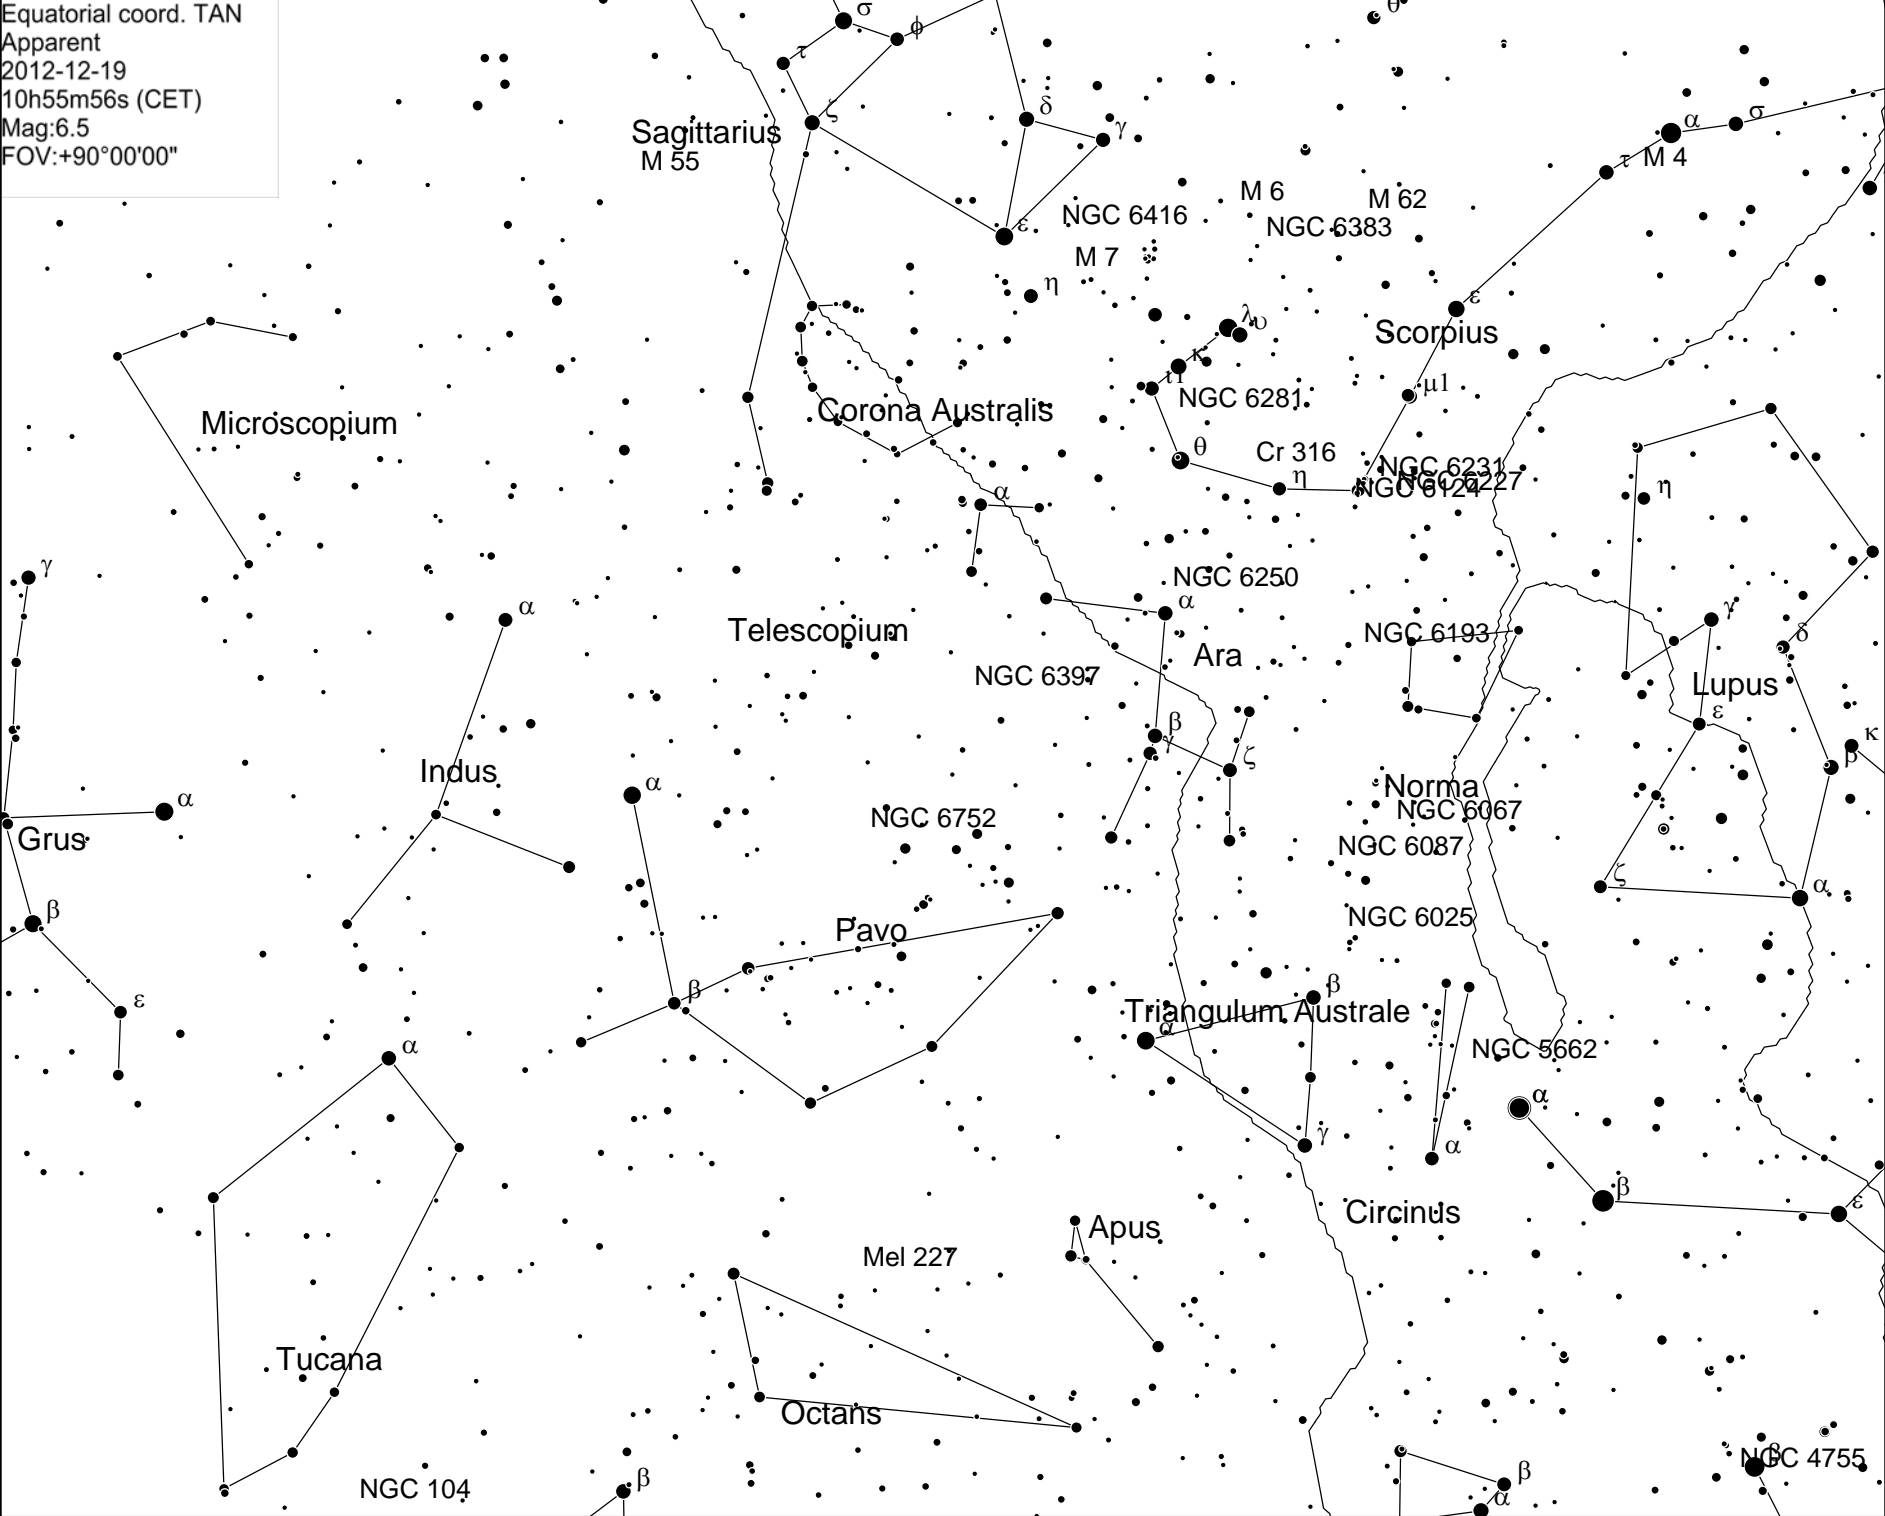 Equatorial coord. TAN
Apparent
2012-12-19
10h55m56s (CET)
Mag:6.5
FOV:+90°00'00"
σ
ϕ
θ
τ
ζ
δ
γ
α
σ
Sagittarius
M 55
τ
M 4
M 6
M 62
ε
NGC 6416
NGC 6383
M 7
η
ε
λ
υ
Scorpius
κ
ι1
μ1
NGC 6281
Microscopium
Corona Australis
θ
Cr 316
η
NGC 6231
NGC 6227
NGC 6124
η
α
γ
NGC 6250
α
α
γ
Telescopium
NGC 6193
δ
Ara
NGC 6397
Lupus
ε
β
γ
ζ
κ
β
Indus
α
Norma
α
NGC 6752
NGC 6067
Grus
NGC 6087
ζ
α
β
Pavo
NGC 6025
β
β
ε
Triangulum Australe
α
α
NGC 5662
α
γ
α
β
ε
Apus
Circinus
Mel 227
Tucana
Octans
β
NGC 4755
NGC 104
β
β
α